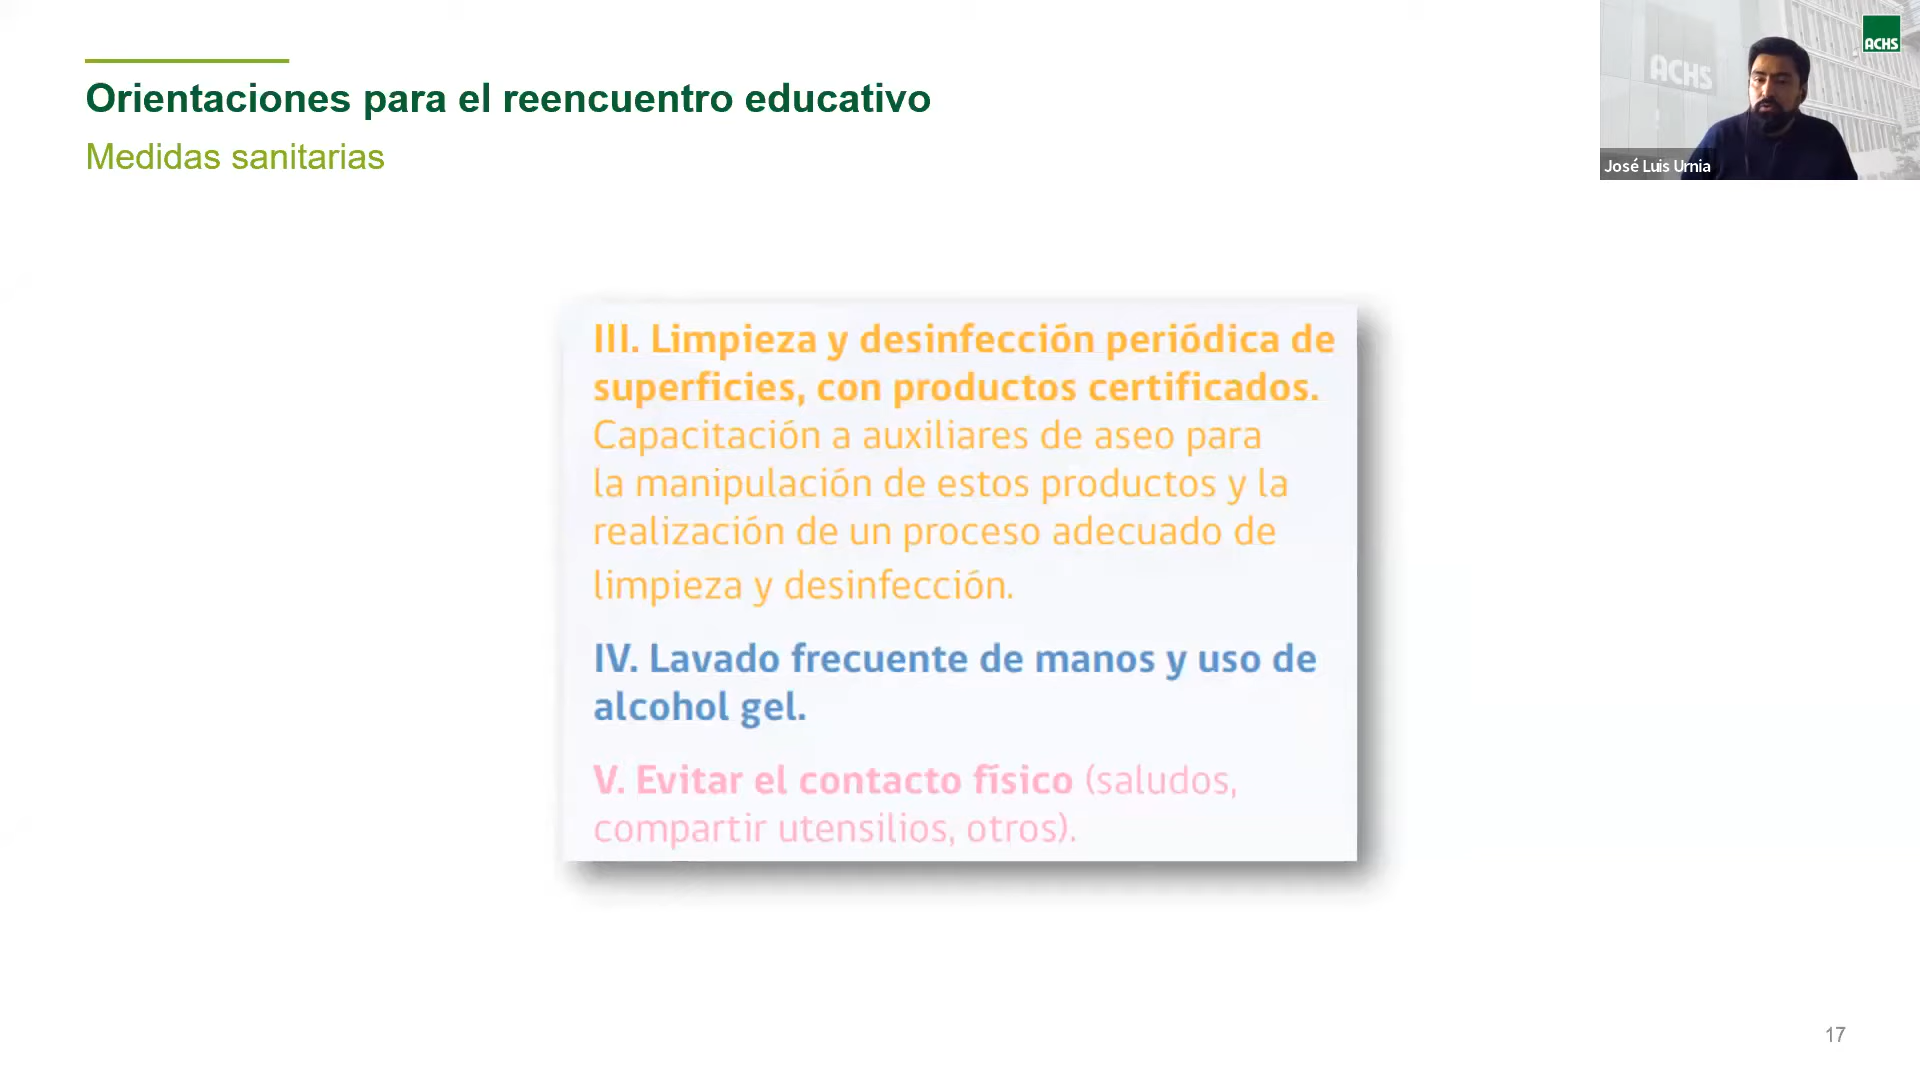 Orientaciones para el reencuentro educativo
Medidas sanitarias
ACHS
ACHS
José Luis Urnia
III. Limpieza y desinfección periódica de
superficies, con productos certificados.
Capacitación a auxiliares de aseo para
la manipulación de estos productos y la
realización de un proceso adecuado de
limpieza y desinfección.
IV. Lavado frecuente de manos y uso de
alcohol gel.
V. Evitar el contacto físico (saludos,
compartir utensilios, otros).
17